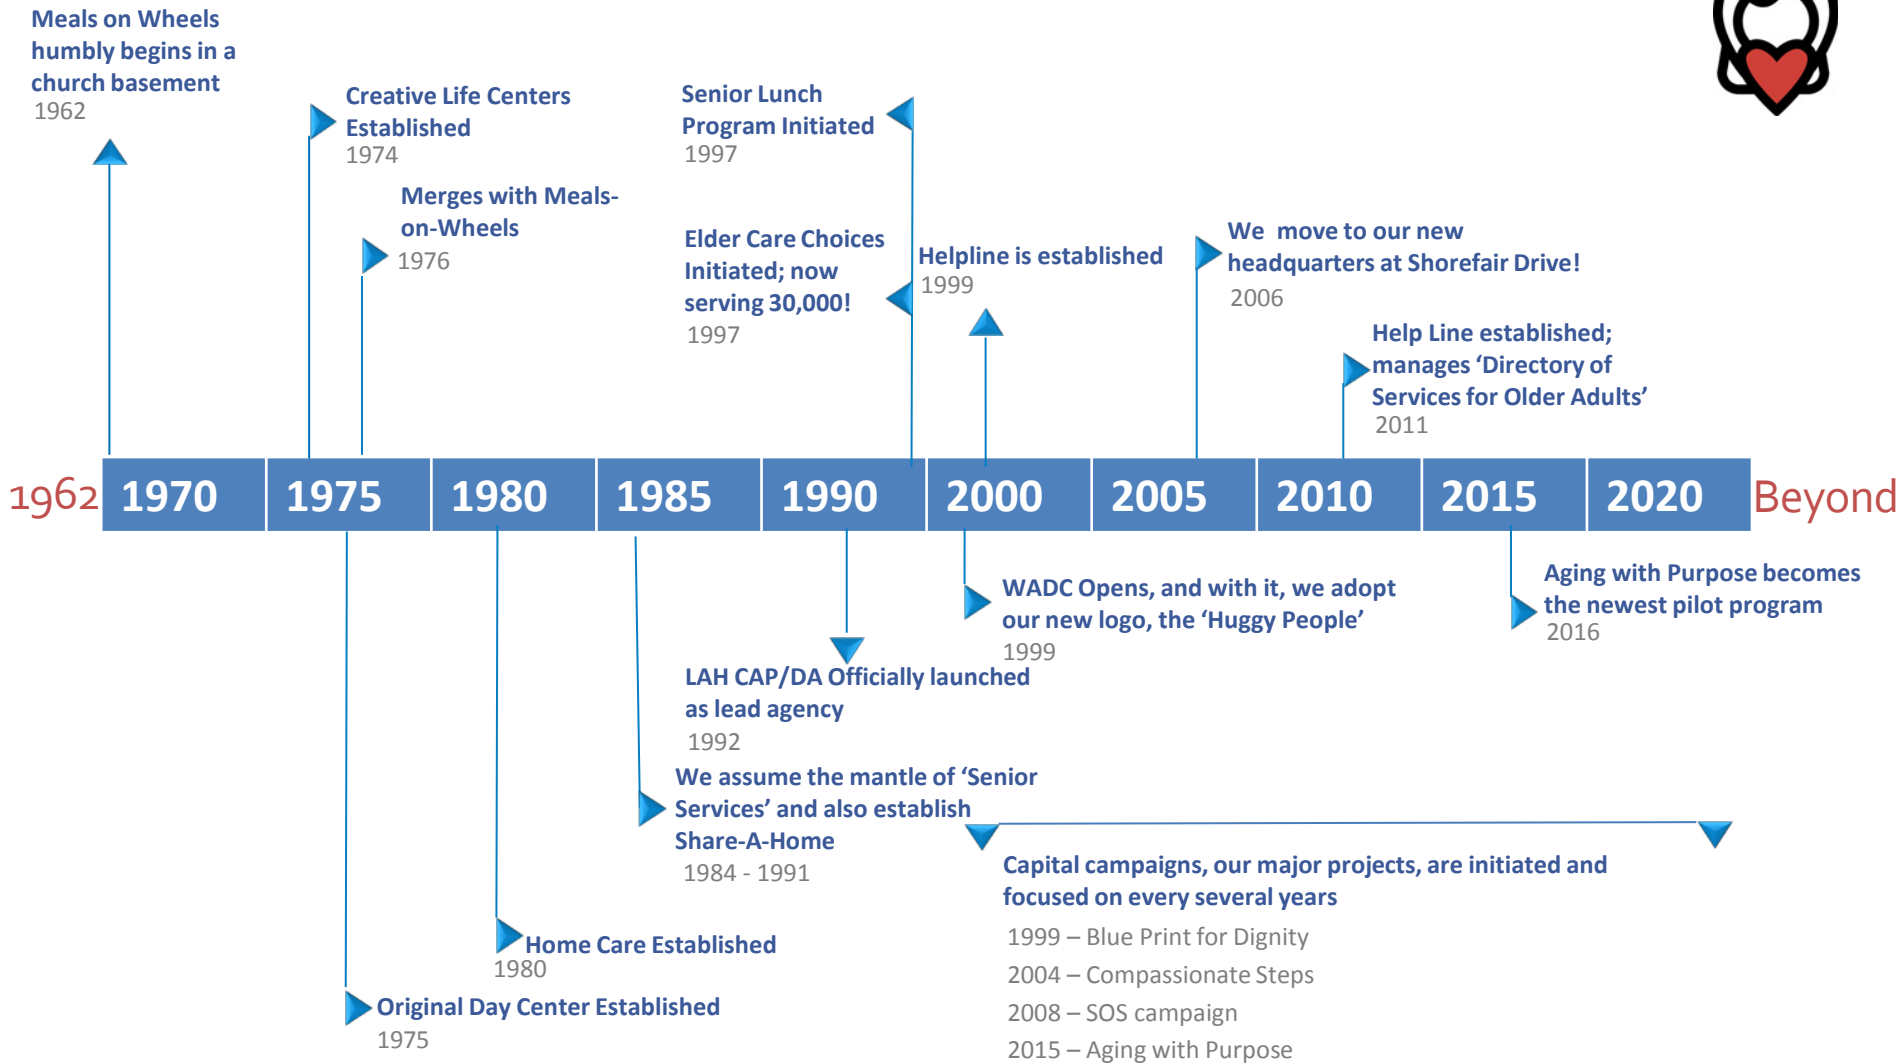 Meals on Wheels
humbly begins in a
church basement
1962
Creative Life Centers
Established
1974
Merges with Meals-
on-Wheels
1976
Senior Lunch
Program Initiated
1997
Elder Care Choices
Initiated; now
serving 30,000!
1997
Helpline is established
1999
We move to our new
headquarters at Shorefair Drive!
2006
Help Line established;
manages ‘Directory of
Services for Older Adults’
2011
1962 1970 1975 1980 1985 1990 2000 2005 2010 2015 2020 Beyond
Aging with Purpose becomes
the newest pilot program
2016
WADC Opens, and with it, we adopt
our new logo, the ‘Huggy People’
1999
LAH CAP/DA Officially launched
as lead agency
1992
We assume the mantle of ‘Senior
Services’ and also establish
Share-A-Home
1984 - 1991
Home Care Established
1980
Original Day Center Established
1975
Capital campaigns, our major projects, are initiated and
focused on every several years
1999 – Blue Print for Dignity
2004 – Compassionate Steps
2008 – SOS campaign
2015 – Aging with Purpose